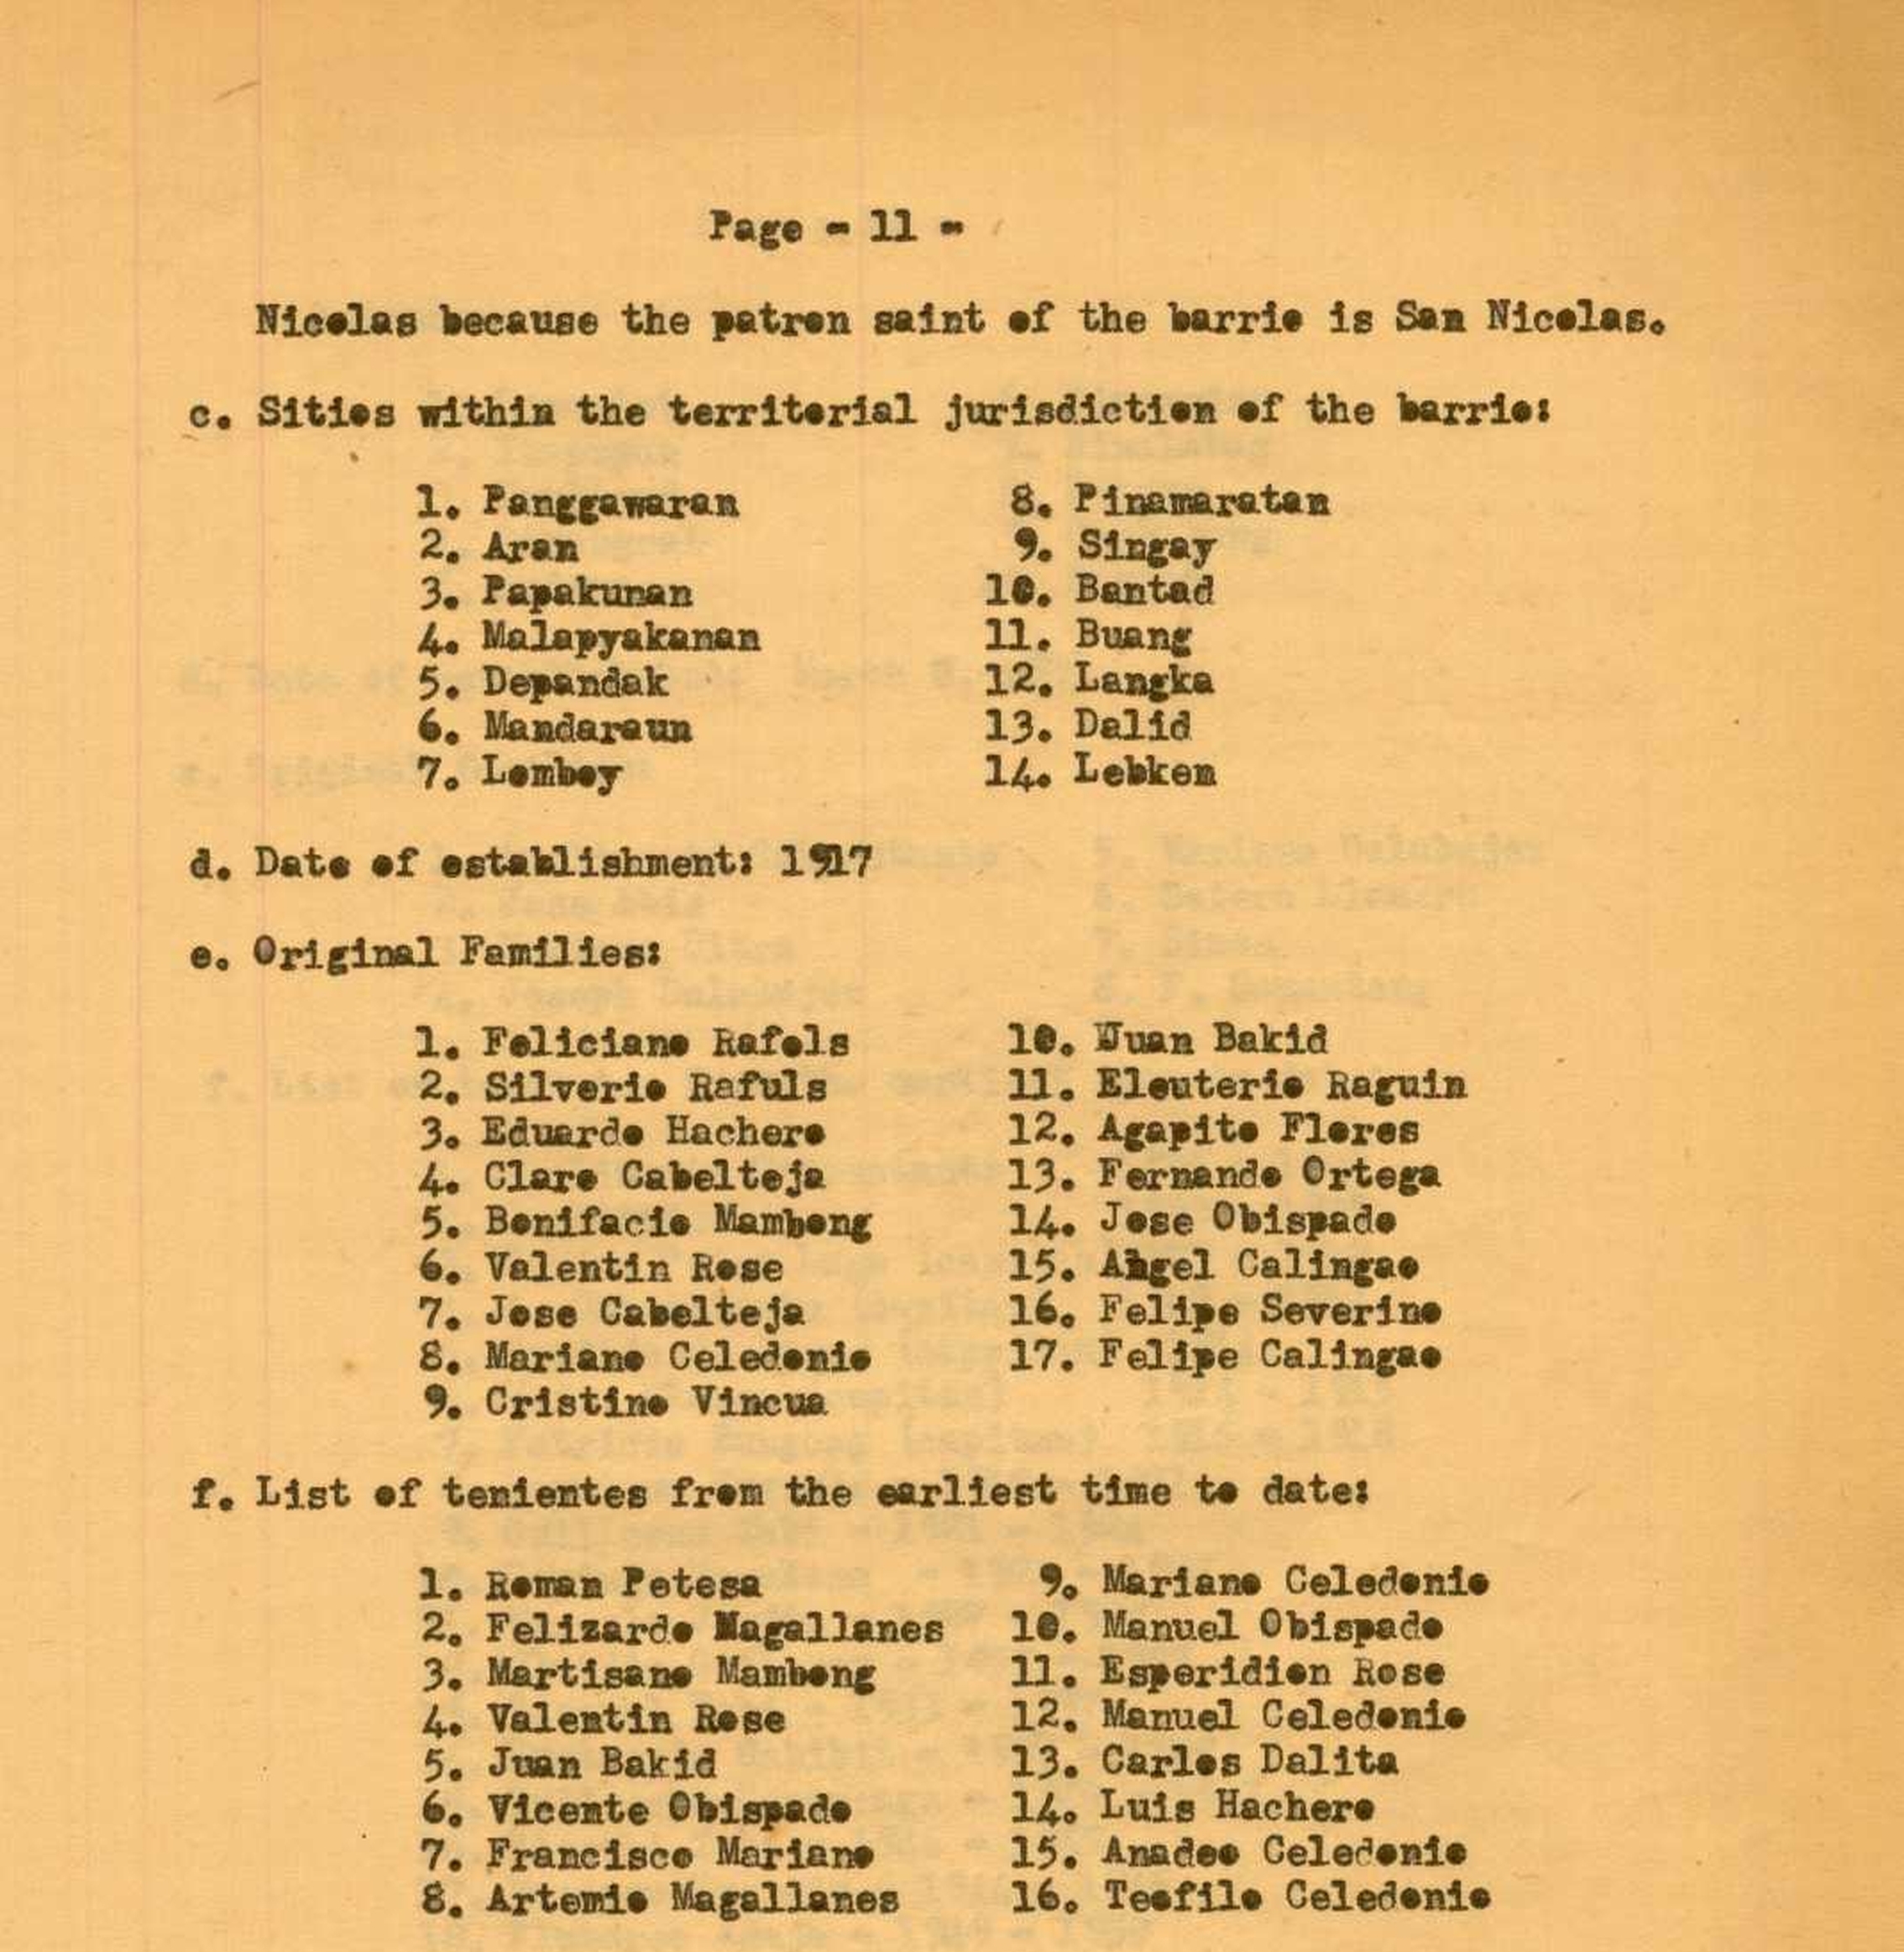 Page - 11 -
Nicolas because the patron saint of the barrio is San Nicolas.
c. Sitios within the territorial jurisdiction of the barrio:
1. Panggawaran 8. Pinamaratan
2. Aran 9. Singay
3. Papakunan 10. Bantad
4. Malapyakanan 11. Buang
5. Depandak 12. Langka
6. Mandaraun 13. Dalid
7. Lomboy 14. Lobkon
d. Date of establishment: 1917
e. Original Families:
1. Feliciano Rafols 10. Juan Bakid
2. Silverio Rafuls 11. Eleuterio Raguin
3. Eduardo Hachero 12. Agapito Flores
4. Claro Cabolteja 13. Fernando Ortega
5. Bonifacio Mambong 14. Jose Obispado
6. Valentin Rose 15. Angel Calingao
7. Jose Cabolteja 16. Felipe Severino
8. Mariano Celedonio 17. Felipe Calingao
9. Cristino Vincua
f. List of tenientes from the earliest time to date:
1. Roman Potesa 9. Mariano Celedonio
2. Felizardo Magallanes 10. Manuel Obispado
3. Martisano Mambong 11. Esperidion Rose
4. Valentin Rose 12. Manuel Celedonio
5. Juan Bakid 13. Carlos Dalita
6. Vicente Obispado 14. Luis Hachero
7. Francisco Mariano 15. Anadeo Celedonio
8. Artemio Magallanes 16. Teofilo Celedonio